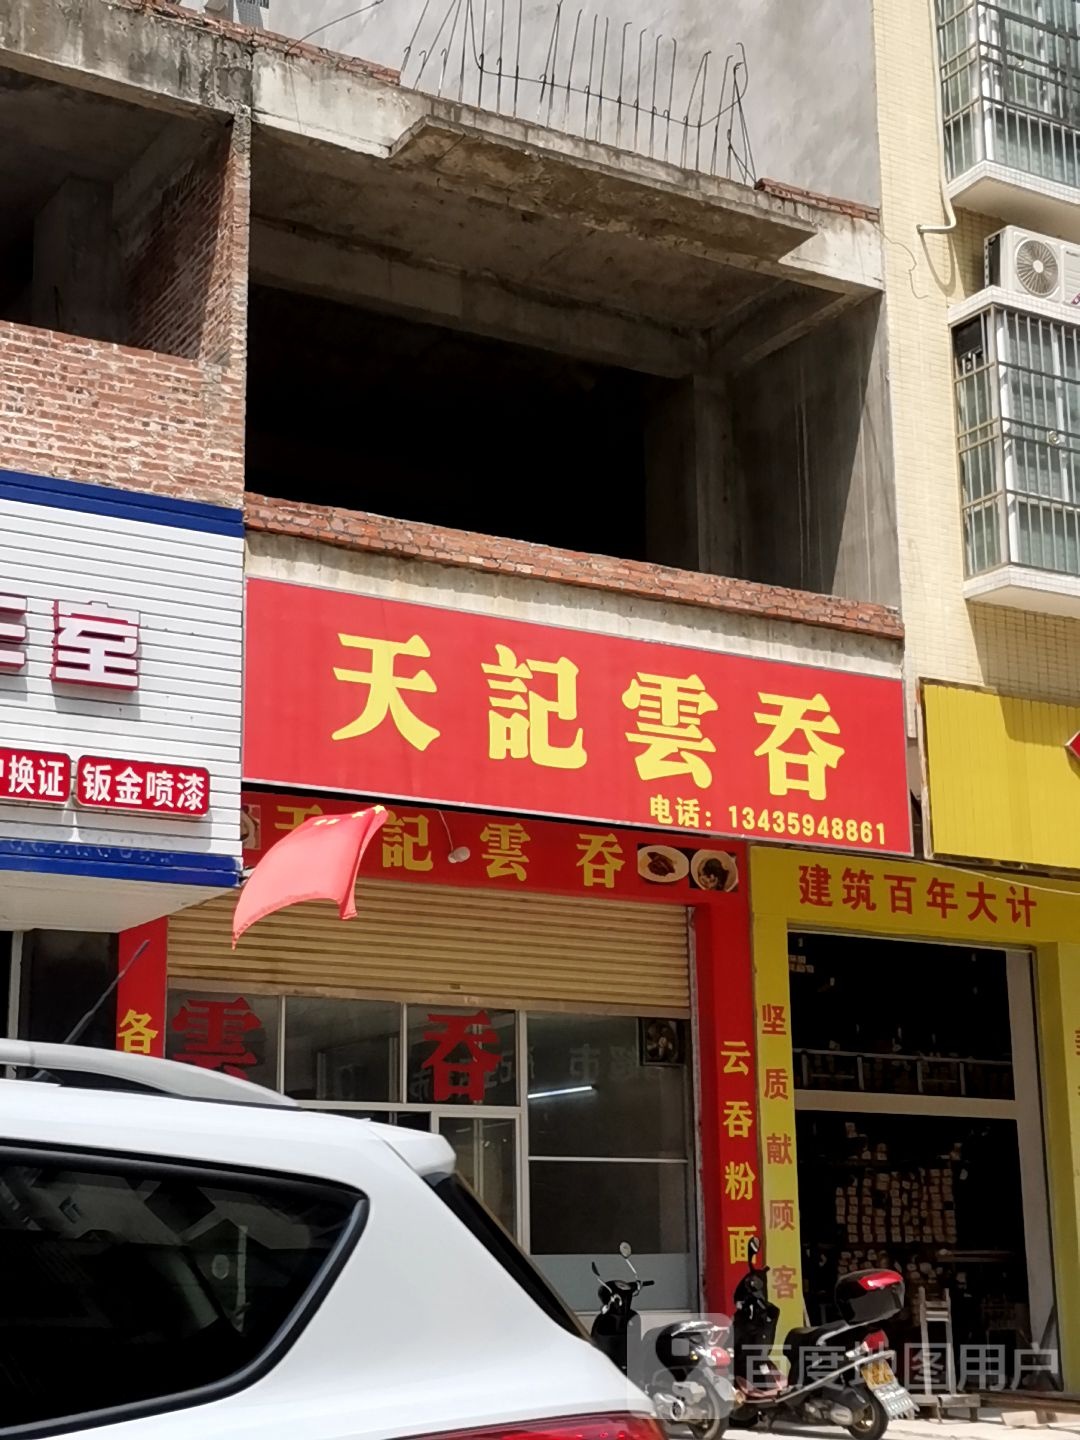 天記雲吞
电话：13435948861
天記雲吞
室
换证
钣金喷漆
建筑百年大计
各
雲吞
云吞粉面
坚质献顾客
百度地图用户